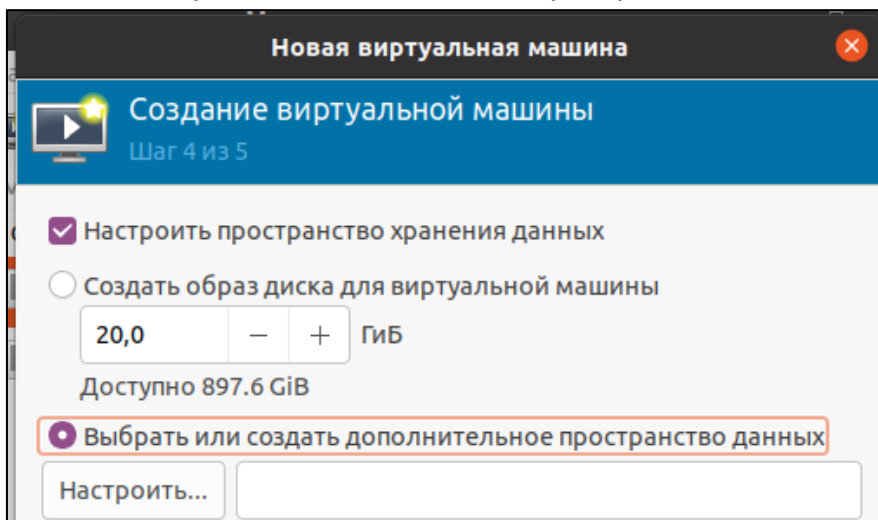 Новая виртуальная машина
Создание виртуальной машины
Шаг 4 из 5
Настроить пространство хранения данных
Создать образ диска для виртуальной машины
20,0 − + ГиБ
Доступно 897.6 GiB
Выбрать или создать дополнительное пространство данных
Настроить...